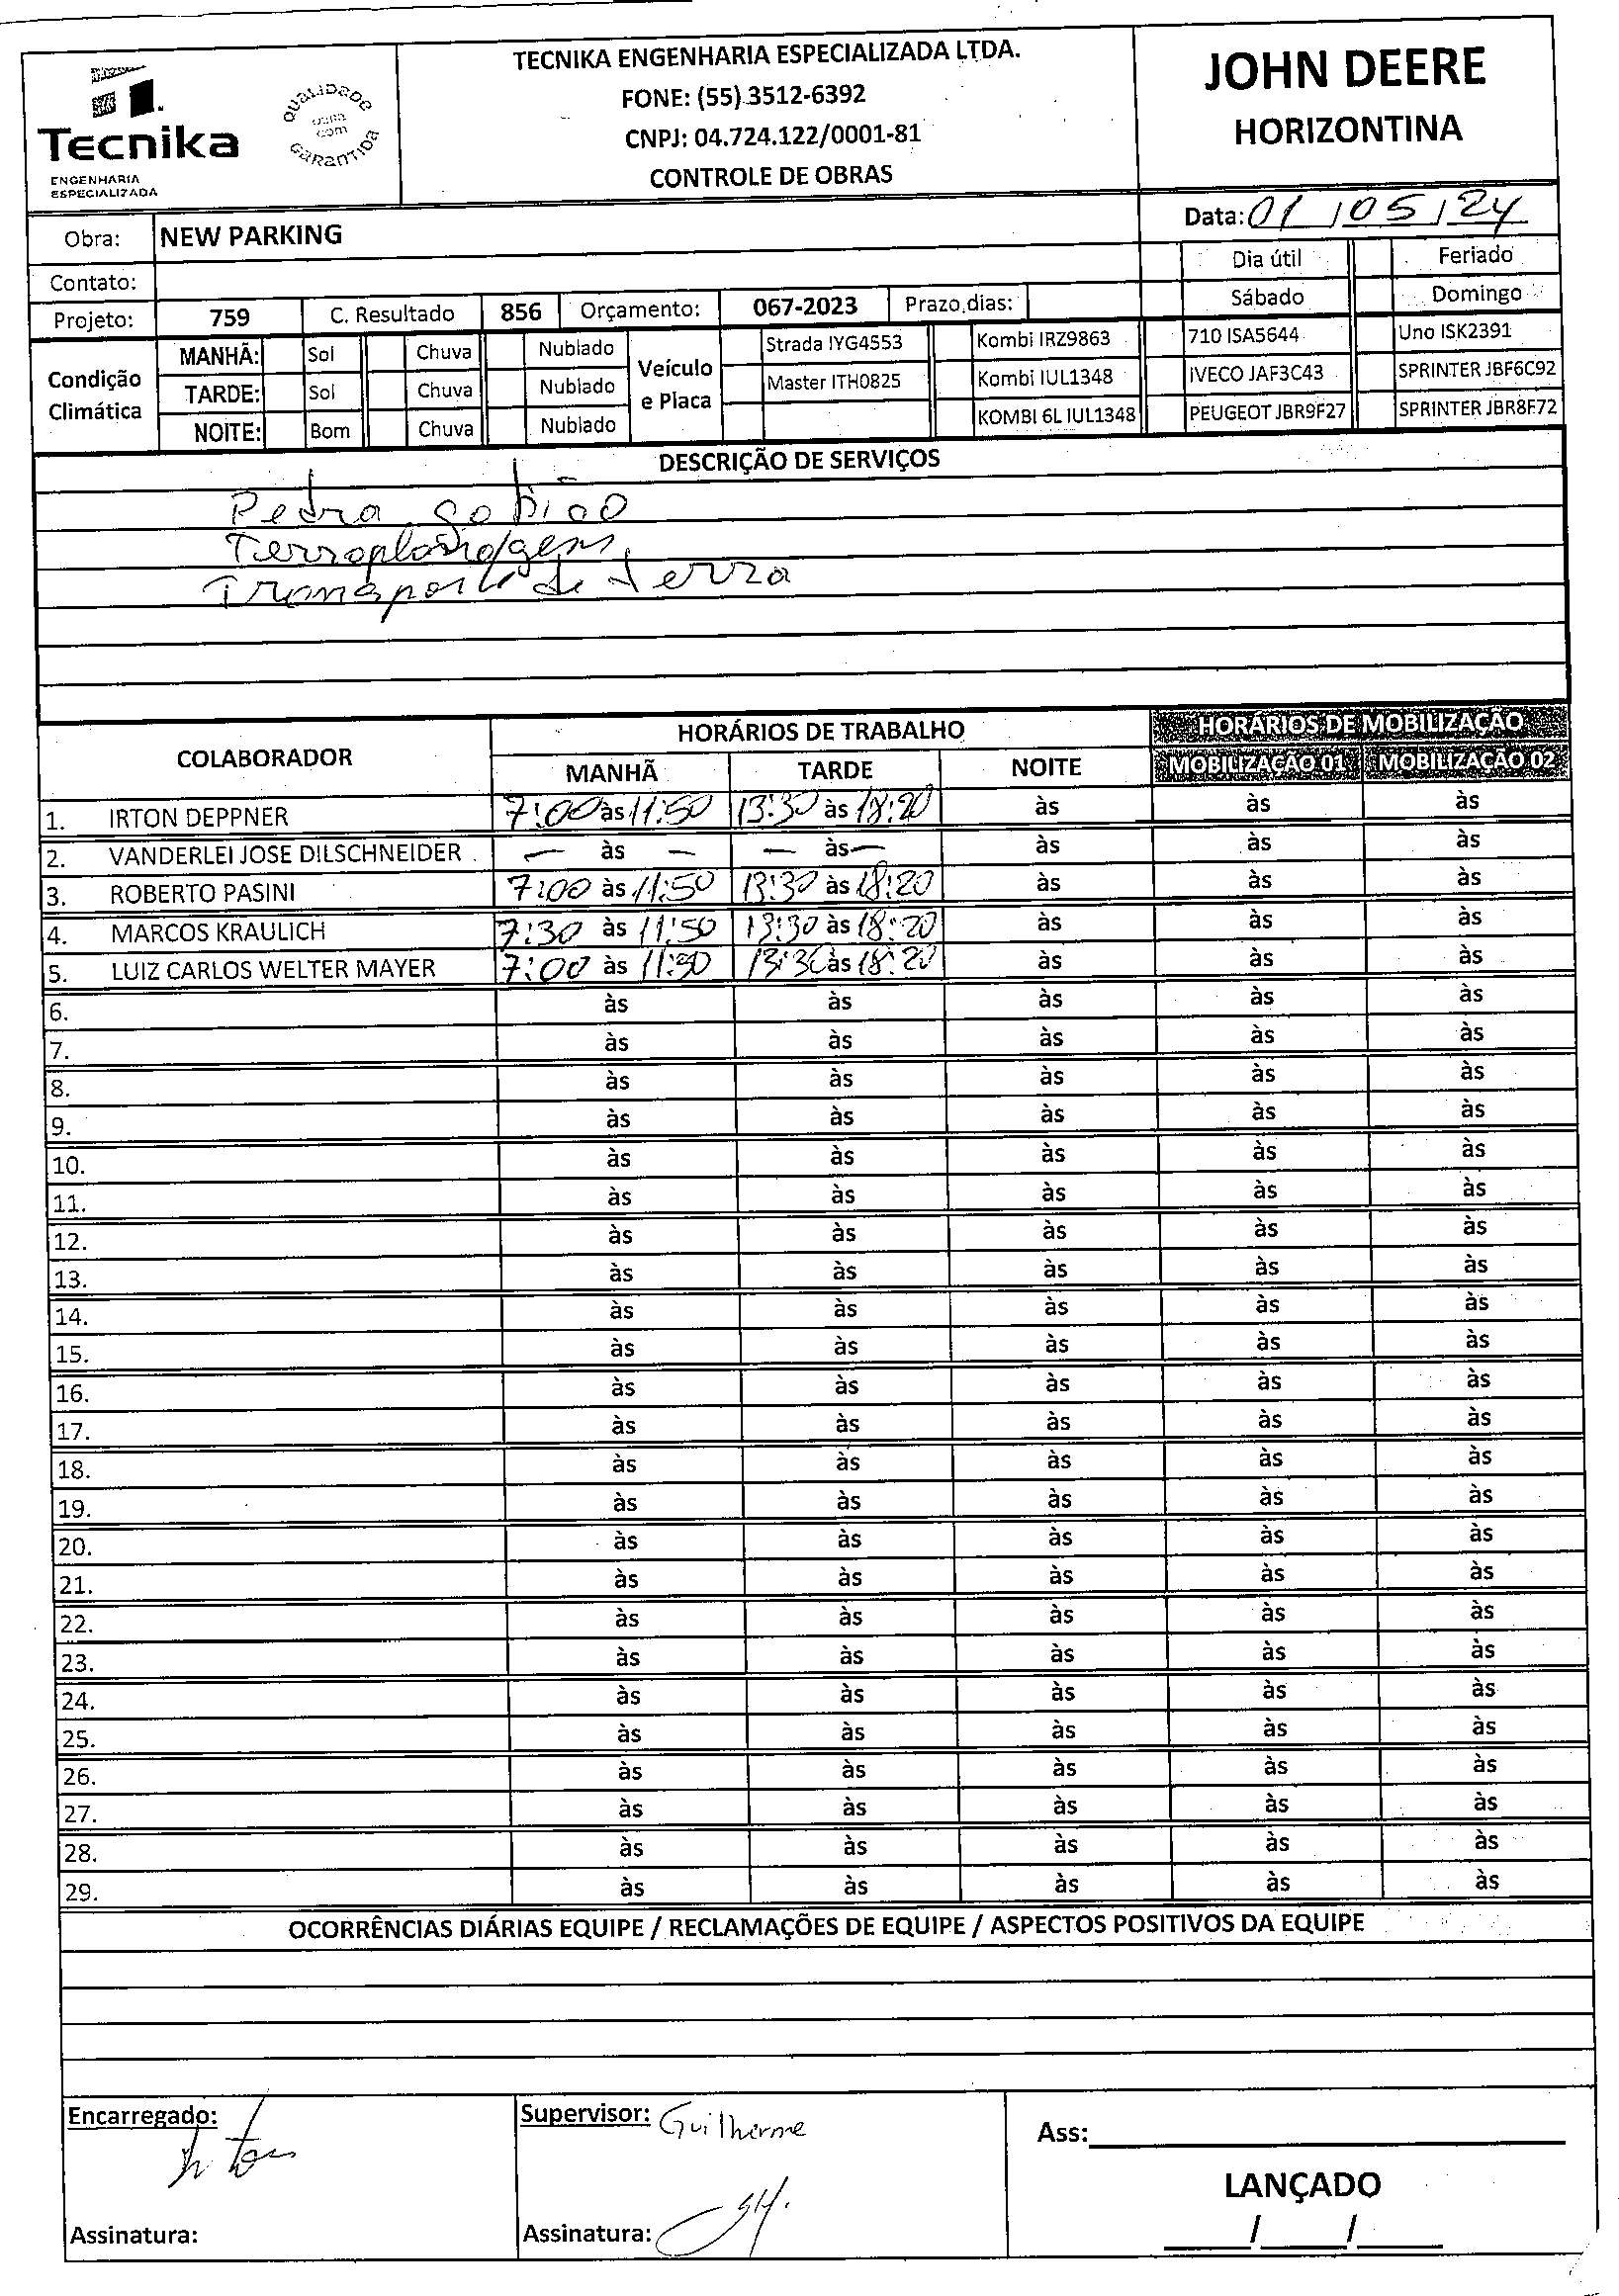 Tecnika
ENGENHARIA
ESPECIALIZADA
QUALIDADE
OBRA
COM
GARANTIDA
TECNIKA ENGENHARIA ESPECIALIZADA LTDA.
FONE: (55) 3512-6392
CNPJ: 04.724.122/0001-81
CONTROLE DE OBRAS
JOHN DEERE
HORIZONTINA
Data: 01/05/24
Obra: NEW PARKING
Contato:
Dia útil Feriado
Sábado Domingo
Projeto: 759 C. Resultado 856 Orçamento: 067-2023 Prazo,dias:
Condição Climática
MANHÃ: Sol Chuva Nublado
TARDE: Sol Chuva Nublado
NOITE: Bom Chuva Nublado
Veículo e Placa
Strada IYG4553 Kombi IRZ9863 710 ISA5644 Uno ISK2391
Master ITH0825 Kombi IUL1348 IVECO JAF3C43 SPRINTER JBF6C92
KOMBI 6L IUL1348 PEUGEOT JBR9F27 SPRINTER JBR8F72
DESCRIÇÃO DE SERVIÇOS
Pedra gabião
Terroplanagens,
Transporte de terra
COLABORADOR HORÁRIOS DE TRABALHO HORÁRIOS DE MOBILIZAÇÃO
MANHÃ TARDE NOITE MOBILIZAÇÃO 01 MOBILIZAÇÃO 02
1. IRTON DEPPNER 7:00 às 11:50 13:30 às 18:20 às às às
2. VANDERLEI JOSE DILSCHNEIDER — às — — às — às às às
3. ROBERTO PASINI 7:00 às 11:50 13:30 às 18:20 às às às
4. MARCOS KRAULICH 7:30 às 11:50 13:30 às 18:20 às às às
5. LUIZ CARLOS WELTER MAYER 7:00 às 11:50 13:30 às 18:20 às às às
6. às às às às às
7. às às às às às
8. às às às às às
9. às às às às às
10. às às às às às
11. às às às às às
12. às às às às às
13. às às às às às
14. às às às às às
15. às às às às às
16. às às às às às
17. às às às às às
18. às às às às às
19. às às às às às
20. às às às às às
21. às às às às às
22. às às às às às
23. às às às às às
24. às às às às às
25. às às às às às
26. às às às às às
27. às às às às às
28. às às às às às
29. às às às às às
OCORRÊNCIAS DIÁRIAS EQUIPE / RECLAMAÇÕES DE EQUIPE / ASPECTOS POSITIVOS DA EQUIPE
Encarregado:
Supervisor: Guilherme
Ass:
LANÇADO
Assinatura:
Assinatura:
/ /